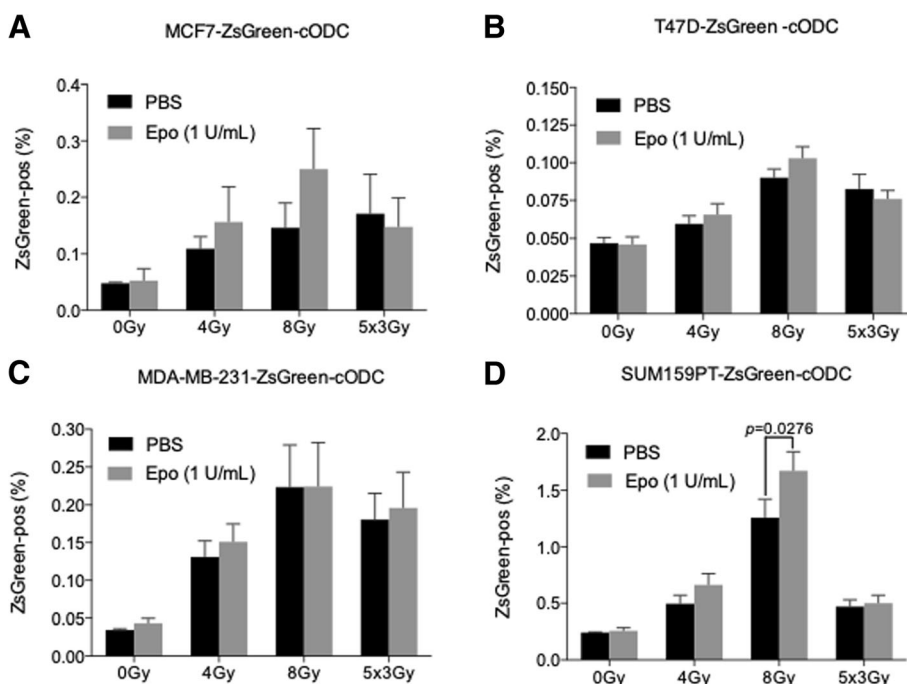 A
MCF7-ZsGreen-cODC
ZsGreen-pos (%)
0.4
0.3
0.2
0.1
0.0
PBS
Epo (1 U/mL)
0Gy 4Gy 8Gy 5x3Gy
B
T47D-ZsGreen -cODC
ZsGreen-pos (%)
0.150
0.125
0.100
0.075
0.050
0.025
0.000
PBS
Epo (1 U/mL)
0Gy 4Gy 8Gy 5x3Gy
C
MDA-MB-231-ZsGreen-cODC
ZsGreen-pos (%)
0.30
0.25
0.20
0.15
0.10
0.05
0.00
PBS
Epo (1 U/mL)
0Gy 4Gy 8Gy 5x3Gy
D
SUM159PT-ZsGreen-cODC
ZsGreen-pos (%)
2.0
1.5
1.0
0.5
0.0
PBS
Epo (1 U/mL)
p=0.0276
0Gy 4Gy 8Gy 5x3Gy